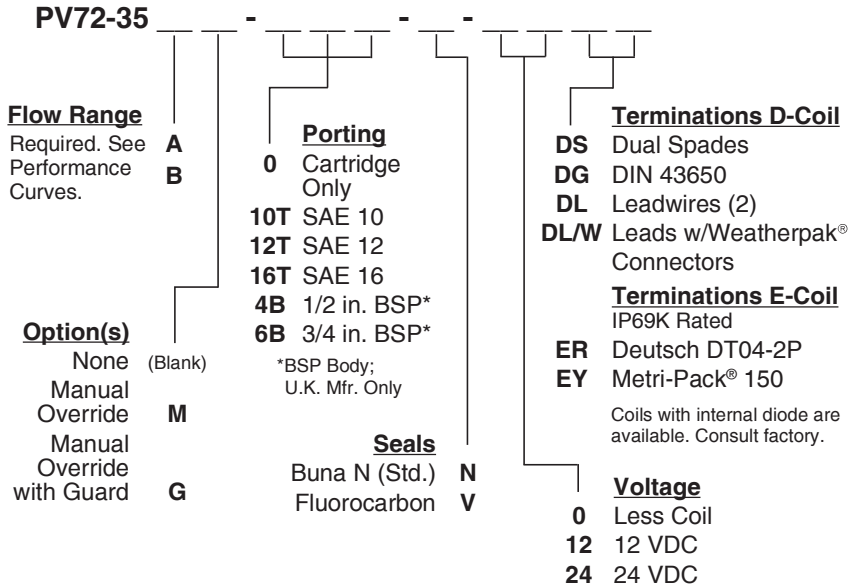 PV72-35 __ __ - __ __ __ - __ - __ __ __ __
Flow Range
Required. See
Performance
Curves.
A
B
Option(s)
None (Blank)
Manual
Override M
Manual
Override
with Guard G
Porting
0 Cartridge
Only
10T SAE 10
12T SAE 12
16T SAE 16
4B 1/2 in. BSP*
6B 3/4 in. BSP*
*BSP Body;
U.K. Mfr. Only
Seals
Buna N (Std.) N
Fluorocarbon V
Terminations D-Coil
DS Dual Spades
DG DIN 43650
DL Leadwires (2)
DL/W Leads w/Weatherpak®
Connectors
Terminations E-Coil
IP69K Rated
ER Deutsch DT04-2P
EY Metri-Pack® 150
Coils with internal diode are
available. Consult factory.
Voltage
0 Less Coil
12 12 VDC
24 24 VDC